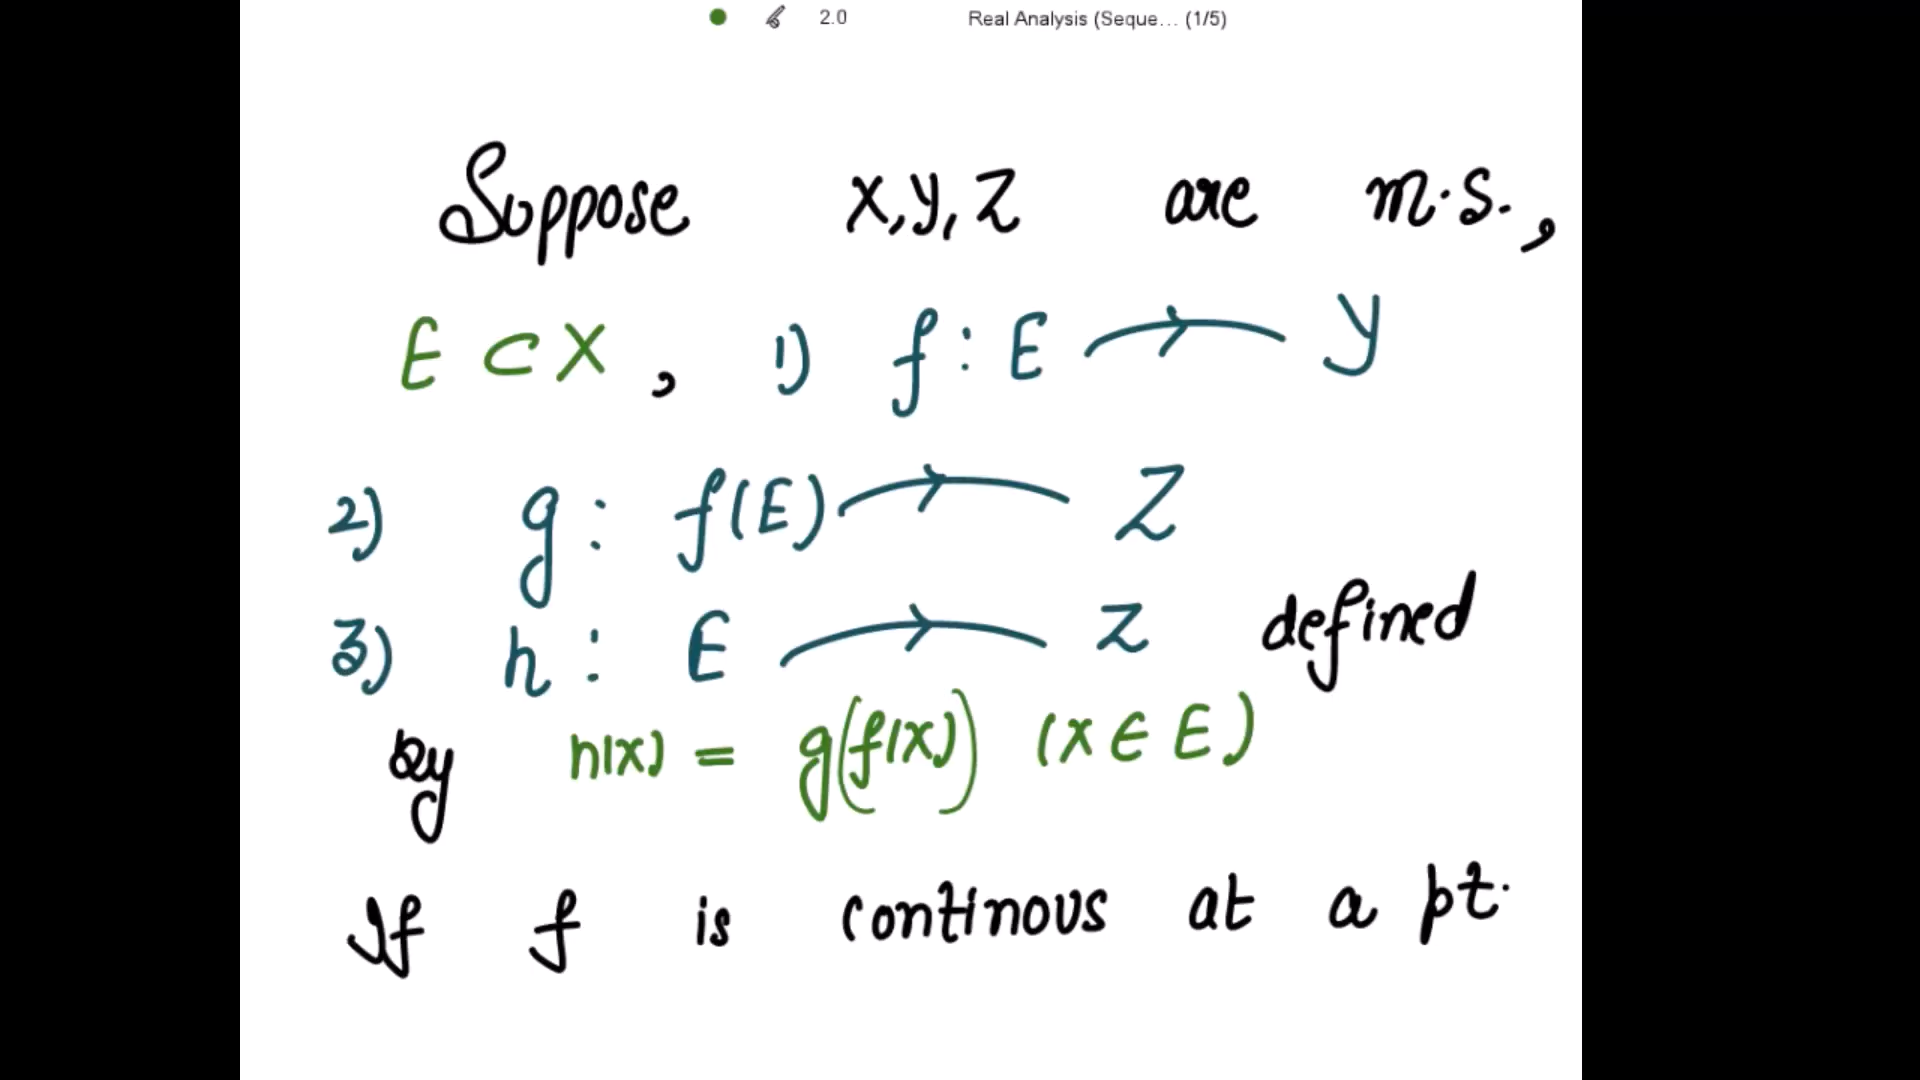 2.0 Real Analysis (Seque... (1/5)
Suppose X, Y, Z are m.s.,
E ⊂ X, 1) f : E → Y
2) g : f(E) → Z
3) h : E → Z defined
by h(x) = g(f(x)) (x ∈ E)
If f is continous at a pt.